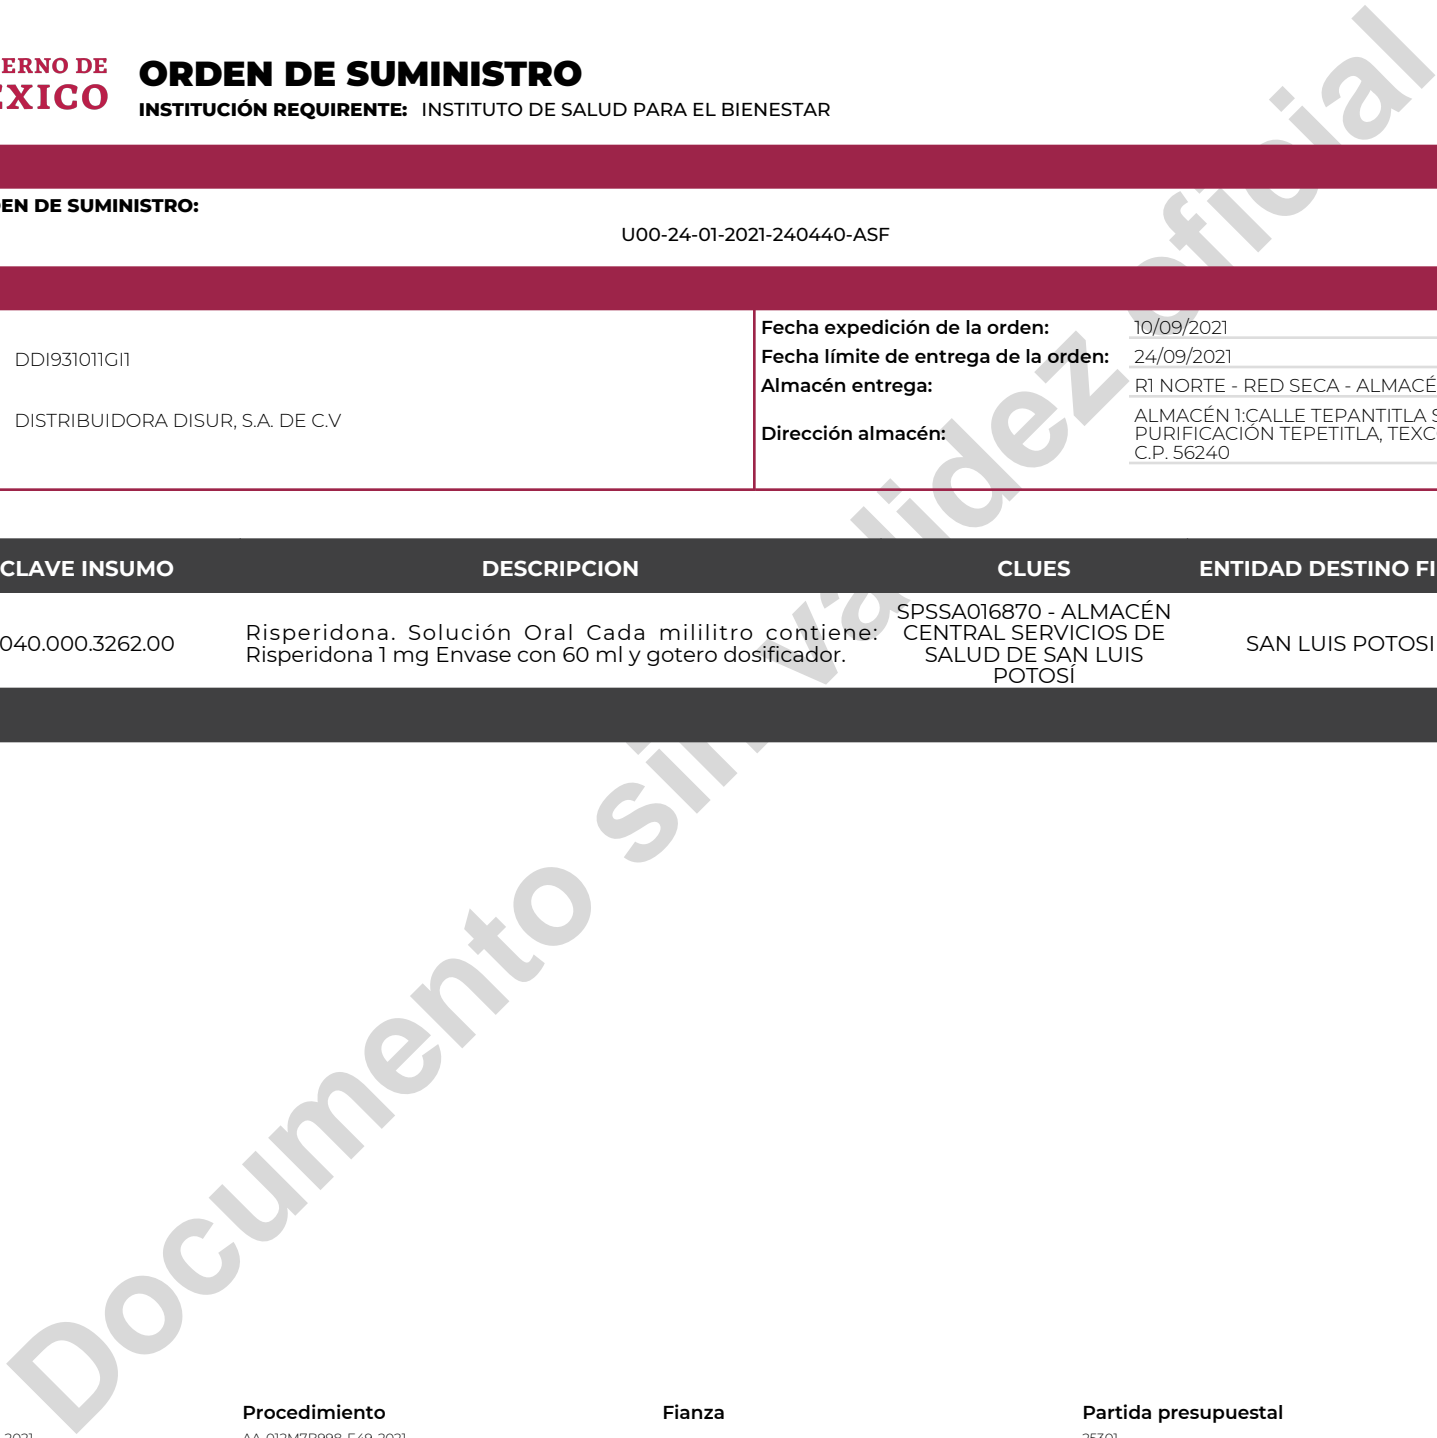 ERNO DE
EXICO
ORDEN DE SUMINISTRO
INSTITUCIÓN REQUIRENTE: INSTITUTO DE SALUD PARA EL BIENESTAR
EN DE SUMINISTRO:
U00-24-01-2021-240440-ASF
DDI931011GI1
DISTRIBUIDORA DISUR, S.A. DE C.V
Fecha expedición de la orden: 10/09/2021
Fecha límite de entrega de la orden: 24/09/2021
Almacén entrega: R1 NORTE - RED SECA - ALMACÉ
Dirección almacén:
ALMACÉN 1:CALLE TEPANTITLA S
PURIFICACIÓN TEPETITLA, TEXC
C.P. 56240
CLAVE INSUMO DESCRIPCION CLUES ENTIDAD DESTINO FI
040.000.3262.00
Risperidona. Solución Oral Cada mililitro contiene:
Risperidona 1 mg Envase con 60 ml y gotero dosificador.
SPSSA016870 - ALMACÉN
CENTRAL SERVICIOS DE
SALUD DE SAN LUIS
POTOSÍ
SAN LUIS POTOSI
Documento sin validez oficial
Procedimiento Fianza Partida presupuestal